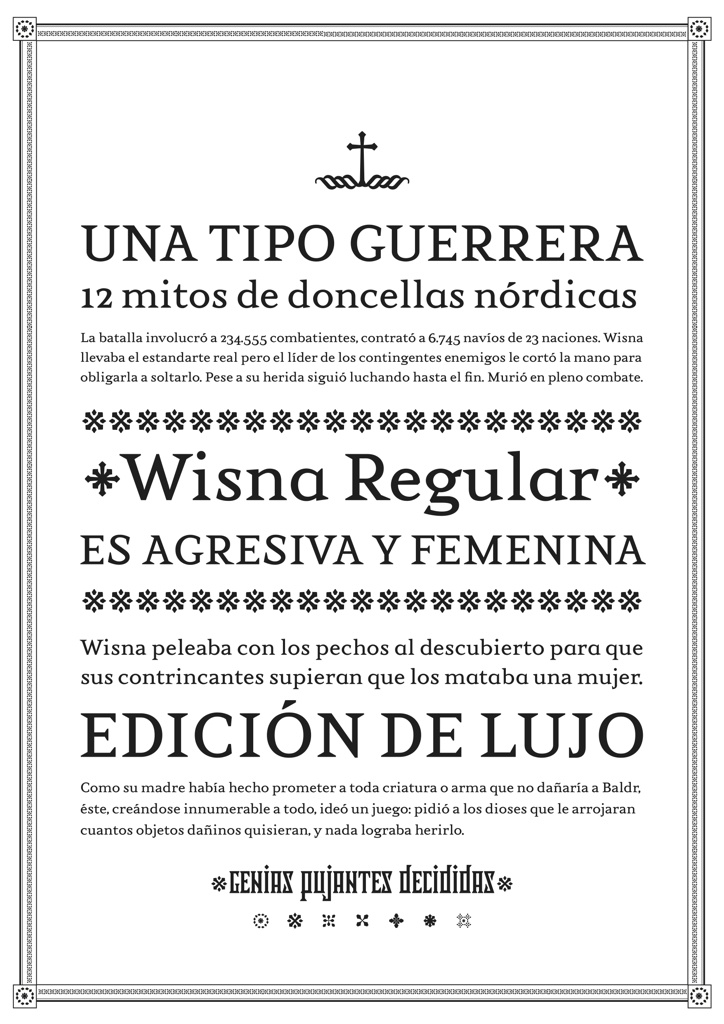 UNA TIPO GUERRERA
12 mitos de doncellas nórdicas
La batalla involucró a 234.555 combatientes, contrató a 6.745 navíos de 23 naciones. Wisna
llevaba el estandarte real pero el líder de los contingentes enemigos le cortó la mano para
obligarla a soltarlo. Pese a su herida siguió luchando hasta el fin. Murió en pleno combate.
Wisna Regular
ES AGRESIVA Y FEMENINA
Wisna peleaba con los pechos al descubierto para que
sus contrincantes supieran que los mataba una mujer.
EDICIÓN DE LUJO
Como su madre había hecho prometer a toda criatura o arma que no dañaría a Baldr,
éste, creándose innumerable a todo, ideó un juego: pidió a los dioses que le arrojaran
cuantos objetos dañinos quisieran, y nada lograba herirlo.
GENIAS pUJANTES decididas